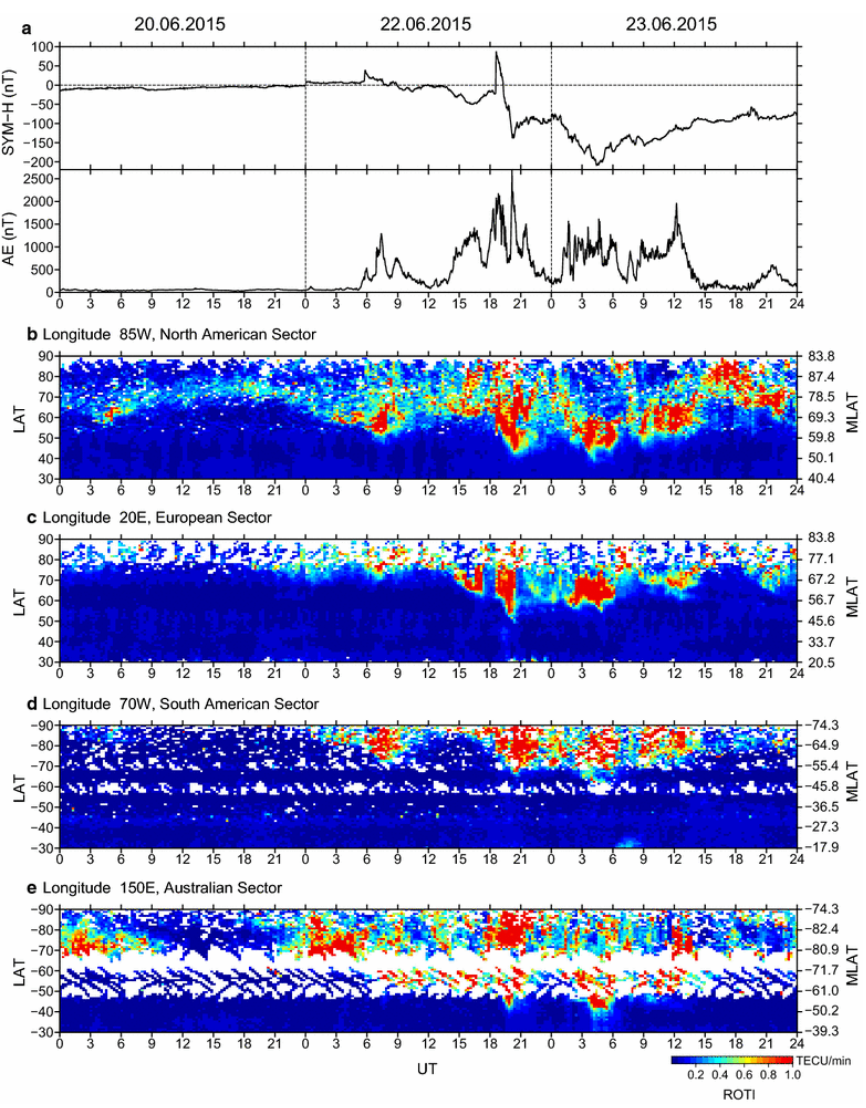 a
20.06.2015 22.06.2015 23.06.2015
SYM−H (nT)
100
50
0
−50
−100
−150
−200
AE (nT)
2500
2000
1500
1000
500
0
0 3 6 9 12 15 18 21 0 3 6 9 12 15 18 21 0 3 6 9 12 15 18 21 24
b Longitude 85W, North American Sector
LAT
90
80
70
60
50
40
30
83.8
87.4
78.5
69.3
59.8
50.1
40.4
MLAT
0 3 6 9 12 15 18 21 0 3 6 9 12 15 18 21 0 3 6 9 12 15 18 21 24
c Longitude 20E, European Sector
LAT
90
80
70
60
50
40
30
83.8
77.1
67.2
56.7
45.6
33.7
20.5
MLAT
0 3 6 9 12 15 18 21 0 3 6 9 12 15 18 21 0 3 6 9 12 15 18 21 24
d Longitude 70W, South American Sector
LAT
−90
−80
−70
−60
−50
−40
−30
−74.3
−64.9
−55.4
−45.8
−36.5
−27.3
−17.9
MLAT
0 3 6 9 12 15 18 21 0 3 6 9 12 15 18 21 0 3 6 9 12 15 18 21 24
e Longitude 150E, Australian Sector
LAT
−90
−80
−70
−60
−50
−40
−30
−74.3
−82.4
−80.9
−71.7
−61.0
−50.2
−39.3
MLAT
0 3 6 9 12 15 18 21 0 3 6 9 12 15 18 21 0 3 6 9 12 15 18 21 24
UT
TECU/min
0.2 0.4 0.6 0.8 1.0
ROTI